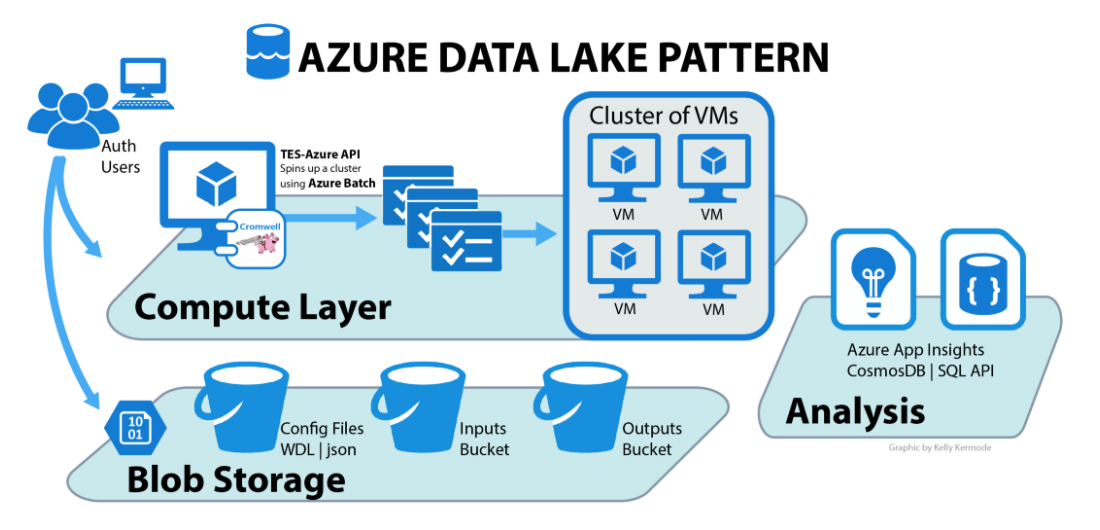 AZURE DATA LAKE PATTERN
Auth
Users
TES-Azure API
Spins up a cluster
using Azure Batch
Cromwell
Cluster of VMs
VM
VM
VM
VM
Compute Layer
Azure App Insights
CosmosDB | SQL API
Analysis
Graphic by Kelly Kermode
10
01
Config Files
WDL | json
Inputs
Bucket
Outputs
Bucket
Blob Storage
{ }